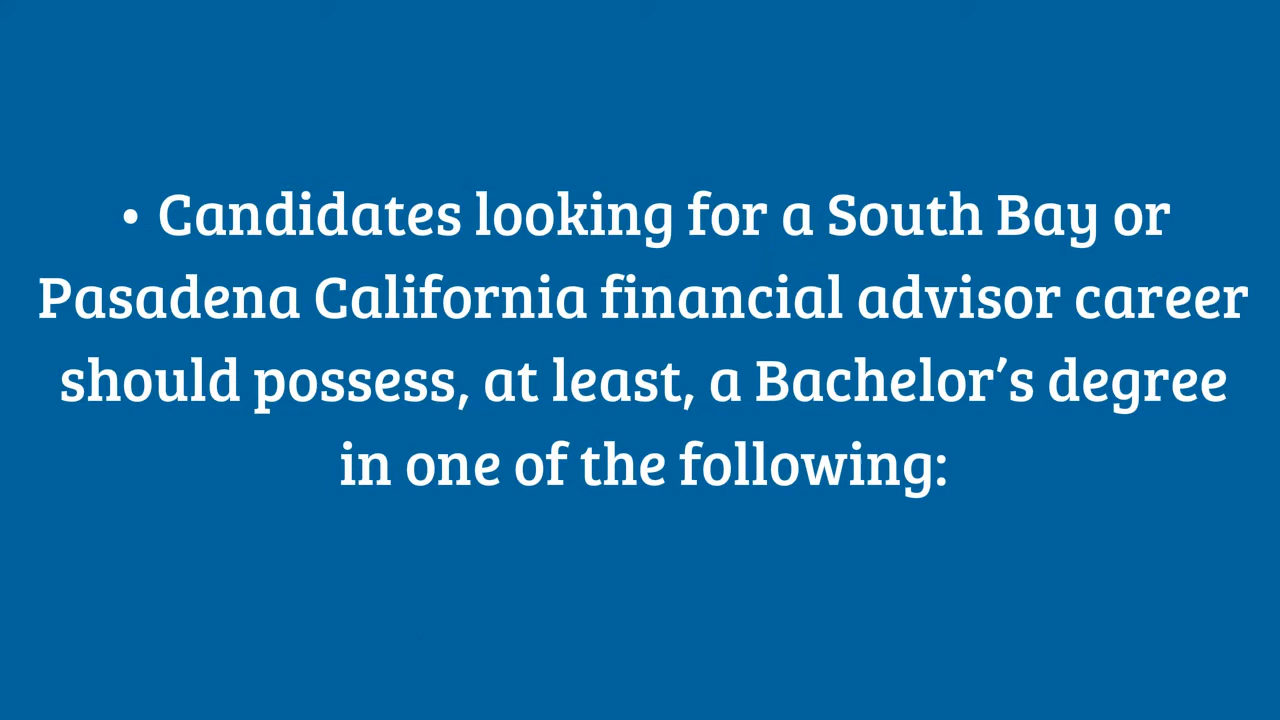 • Candidates looking for a South Bay or
Pasadena California financial advisor career
should possess, at least, a Bachelor’s degree
in one of the following: